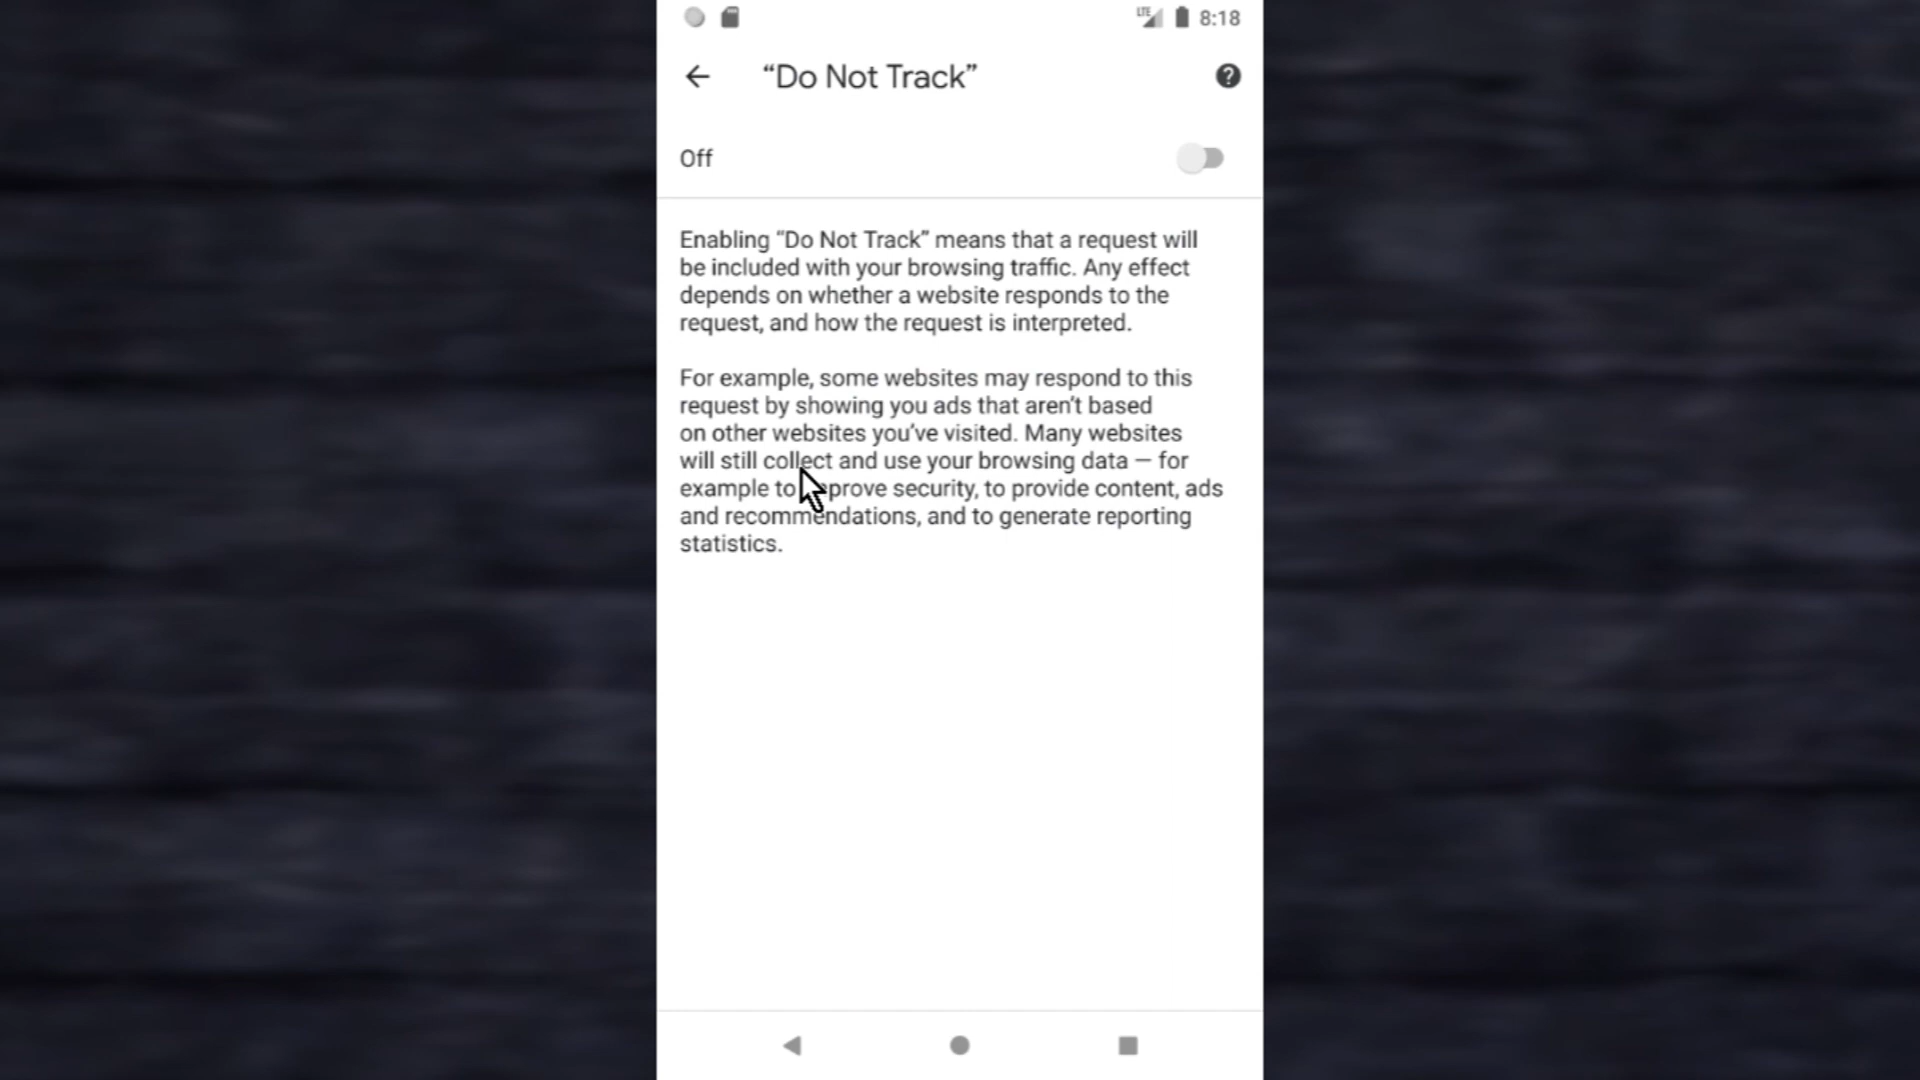 LTE 8:18
“Do Not Track”
Off
Enabling “Do Not Track” means that a request will
be included with your browsing traffic. Any effect
depends on whether a website responds to the
request, and how the request is interpreted.
For example, some websites may respond to this
request by showing you ads that aren’t based
on other websites you’ve visited. Many websites
will still collect and use your browsing data — for
example to prove security, to provide content, ads
and recommendations, and to generate reporting
statistics.